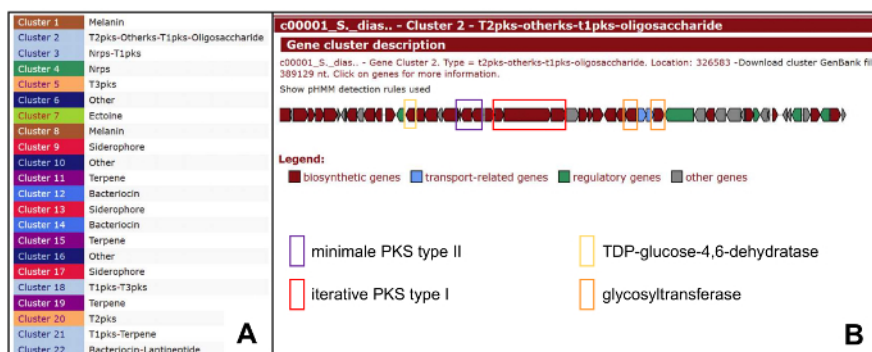 Cluster 1 Melanin
Cluster 2 T2pks-Otherks-T1pks-Oligosaccharide
Cluster 3 Nrps-T1pks
Cluster 4 Nrps
Cluster 5 T3pks
Cluster 6 Other
Cluster 7 Ectoine
Cluster 8 Melanin
Cluster 9 Siderophore
Cluster 10 Other
Cluster 11 Terpene
Cluster 12 Bacteriocin
Cluster 13 Siderophore
Cluster 14 Bacteriocin
Cluster 15 Terpene
Cluster 16 Other
Cluster 17 Siderophore
Cluster 18 T1pks-T3pks
Cluster 19 Terpene
Cluster 20 T2pks
Cluster 21 T1pks-Terpene
Cluster 22 Bacteriocin-Lantipeptide
A
c00001_S._dias.. - Cluster 2 - T2pks-otherks-t1pks-oligosaccharide
Gene cluster description
c00001_S._dias.. - Gene Cluster 2. Type = t2pks-otherks-t1pks-oligosaccharide. Location: 326583 -Download cluster GenBank fil
389129 nt. Click on genes for more information.
Show pHMM detection rules used
Legend:
biosynthetic genes transport-related genes regulatory genes other genes
minimale PKS type II TDP-glucose-4,6-dehydratase
iterative PKS type I glycosyltransferase
B